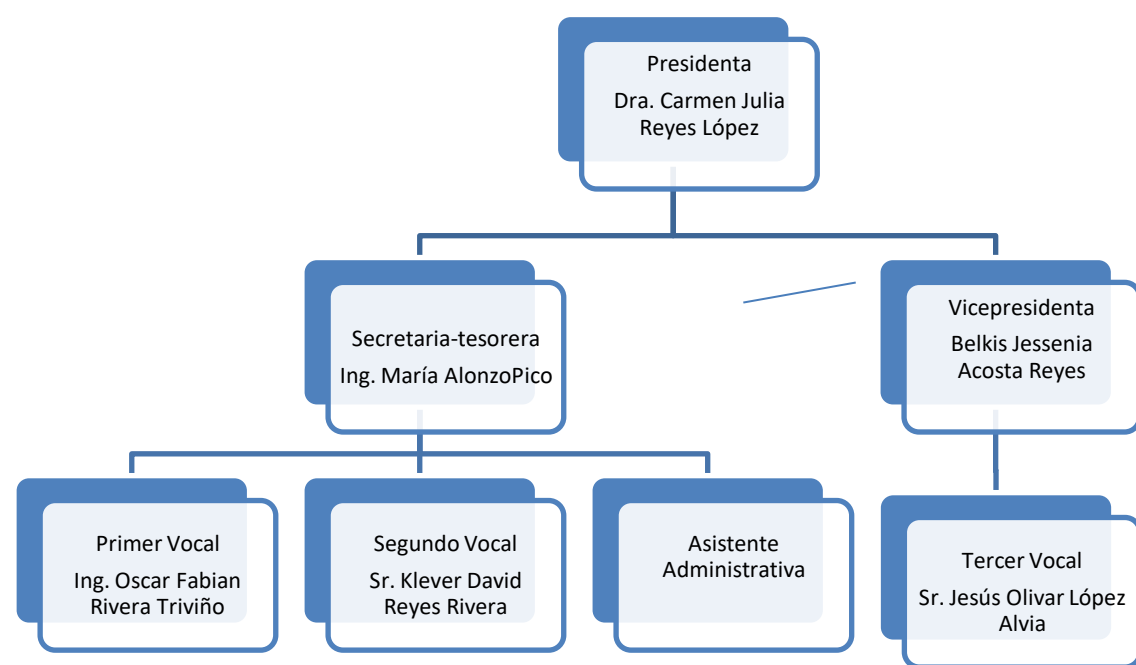 Presidenta
Dra. Carmen Julia
Reyes López
Secretaria-tesorera
Ing. María AlonzoPico
Vicepresidenta
Belkis Jessenia
Acosta Reyes
Primer Vocal
Ing. Oscar Fabian
Rivera Triviño
Segundo Vocal
Sr. Klever David
Reyes Rivera
Asistente
Administrativa
Tercer Vocal
Sr. Jesús Olivar López
Alvia